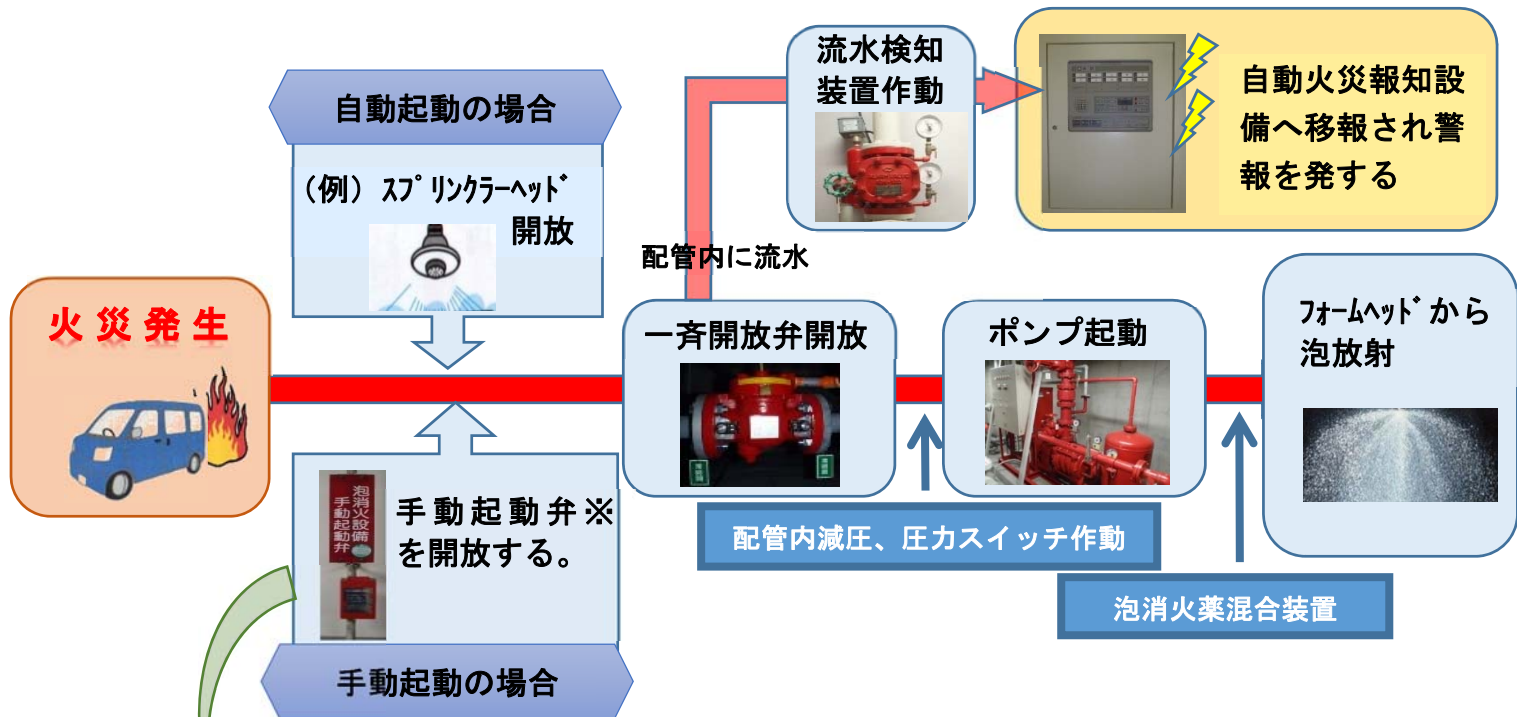 自動起動の場合
（例）ｽﾌﾟﾘﾝｸﾗｰﾍｯﾄﾞ
開放
火災発生
手動起動弁※
を開放する。
泡消火設備
手動起動弁
手動起動の場合
流水検知
装置作動
自動火災報知設
備へ移報され警
報を発する
配管内に流水
一斉開放弁開放
ポンプ起動
ﾌｫｰﾑﾍｯﾄﾞから
泡放射
配管内減圧、圧力スイッチ作動
泡消火薬混合装置